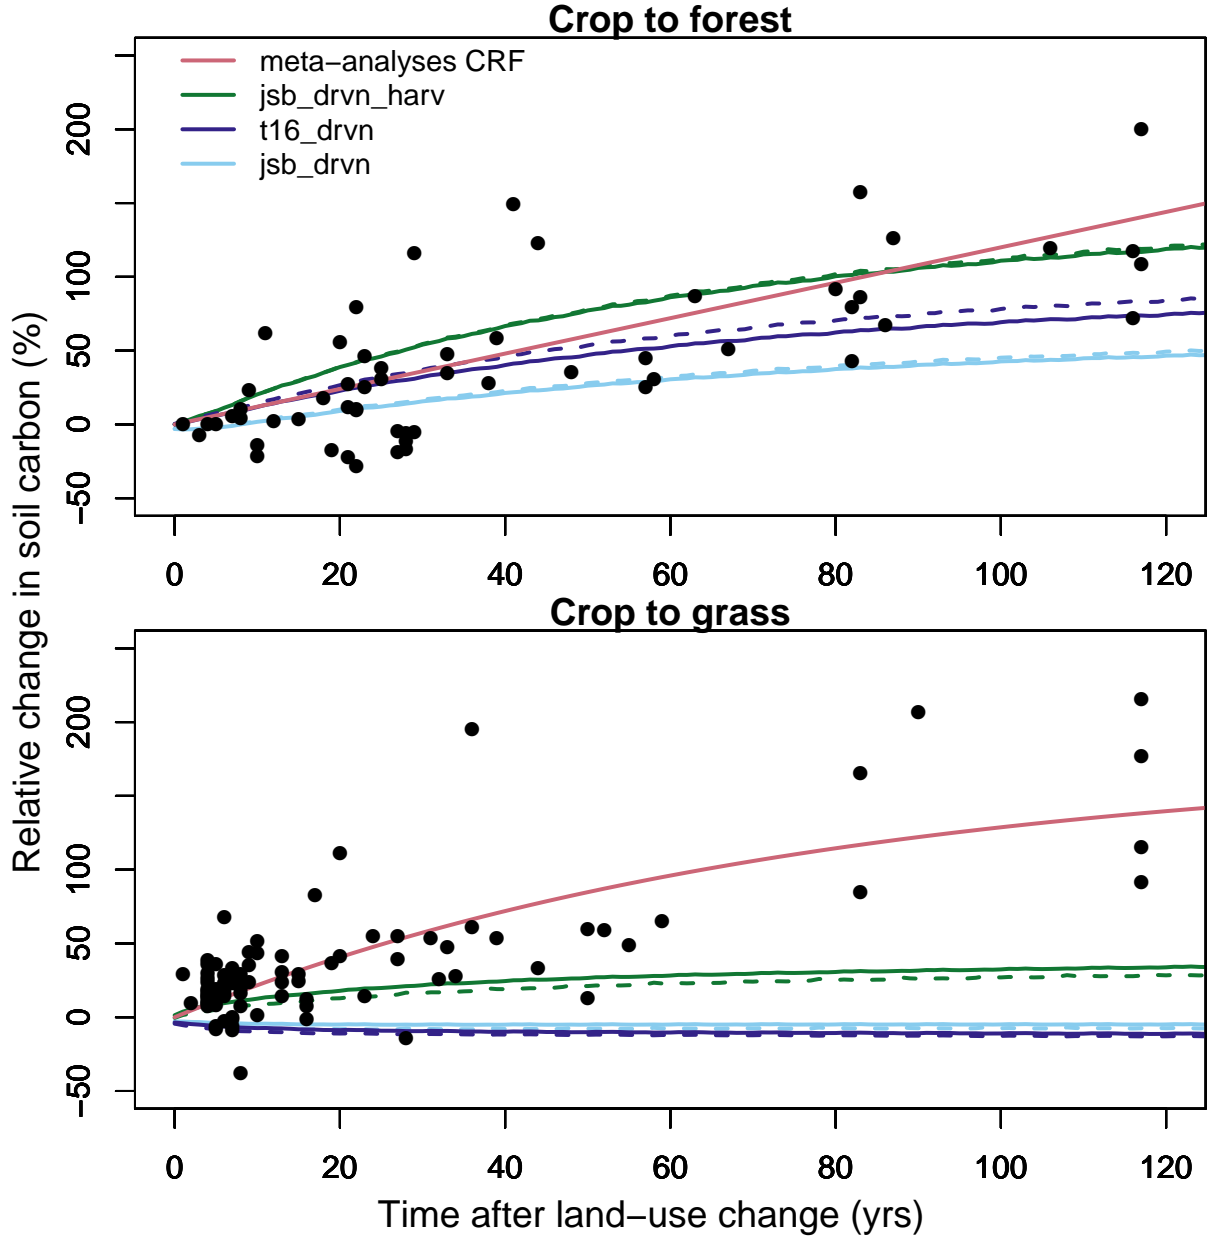 Crop to forest
meta−analyses CRF
jsb_drvn_harv
t16_drvn
jsb_drvn
200
100
50
0
−50
0 20 40 60 80 100 120
Relative change in soil carbon (%)
Crop to grass
200
100
50
0
−50
0 20 40 60 80 100 120
Time after land−use change (yrs)